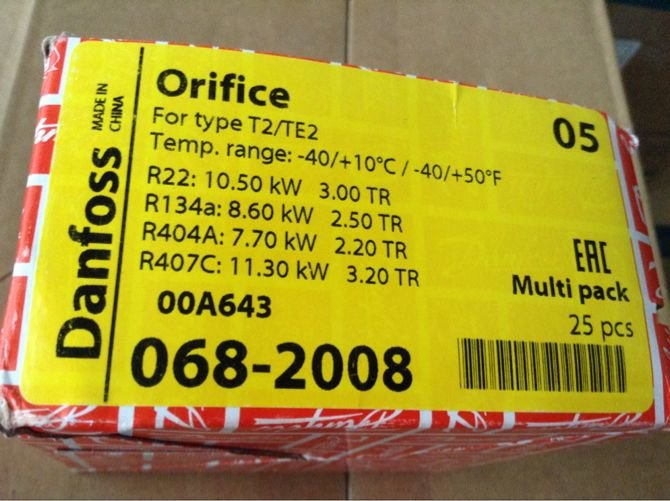 Danfoss
MADE IN
CHINA
Orifice
05
For type T2/TE2
Temp. range: -40/+10°C / -40/+50°F
R22: 10.50 kW 3.00 TR
R134a: 8.60 kW 2.50 TR
R404A: 7.70 kW 2.20 TR
R407C: 11.30 kW 3.20 TR
00A643
068-2008
EAC
Multi pack
25 pcs